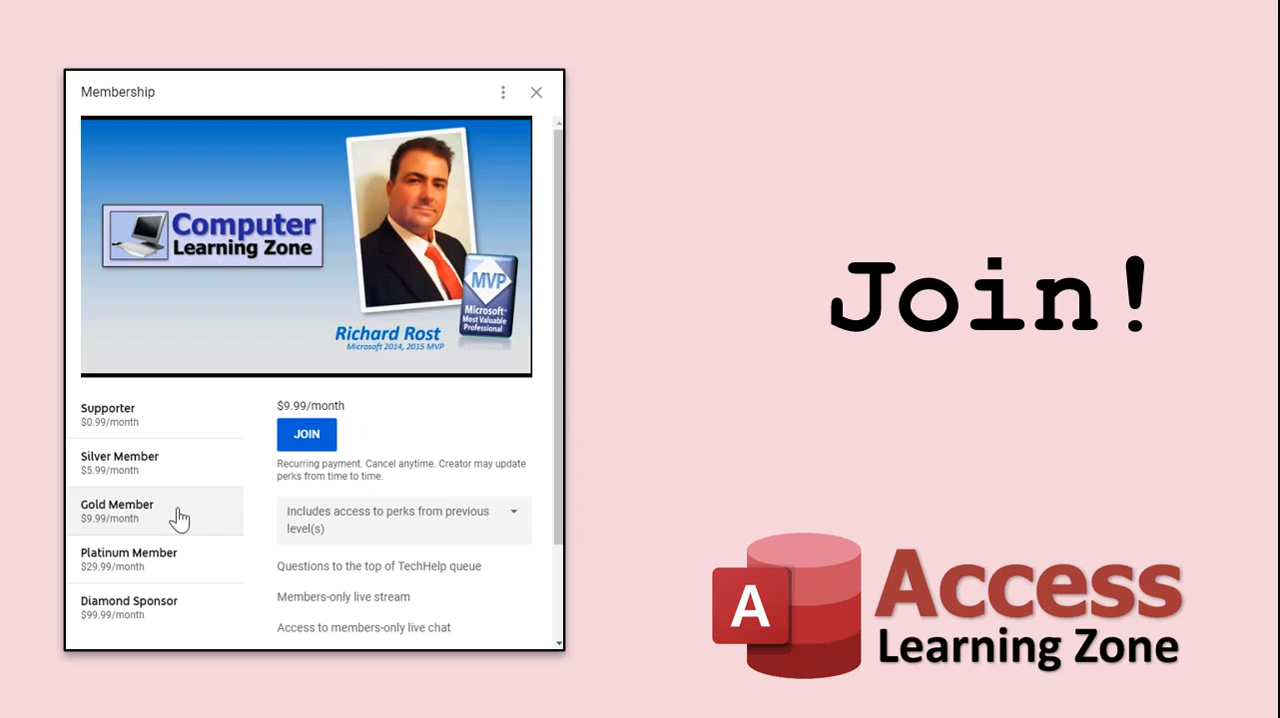 Membership
Computer
Learning Zone
MVP
Microsoft®
Most Valuable
Professional
Richard Rost
Microsoft 2014, 2015 MVP
Supporter
$0.99/month
Silver Member
$5.99/month
Gold Member
$9.99/month
Platinum Member
$29.99/month
Diamond Sponsor
$99.99/month
$9.99/month
JOIN
Recurring payment. Cancel anytime. Creator may update
perks from time to time.
Includes access to perks from previous
level(s)
Questions to the top of TechHelp queue
Members-only live stream
Access to members-only live chat
Join!
A
Access
Learning Zone